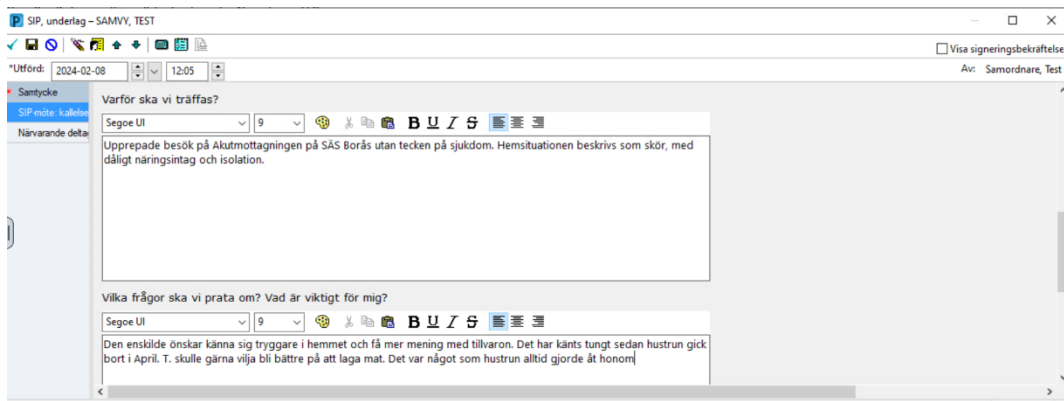 SIP, underlag – SAMVY, TEST
Visa signeringsbekräftelse
*Utförd: 2024-02-08 12:05 Av: Samordnare, Test
Samtycke
SIP-möte: kallelse
Närvarande delta
Varför ska vi träffas?
Segoe UI 9 B U I S
Upprepade besök på Akutmottagningen på SÄS Borås utan tecken på sjukdom. Hemsituationen beskrivs som skör, med
dåligt näringsintag och isolation.
Vilka frågor ska vi prata om? Vad är viktigt för mig?
Segoe UI 9 B U I S
Den enskilde önskar känna sig tryggare i hemmet och få mer mening med tillvaron. Det har känts tungt sedan hustrun gick
bort i April. T. skulle gärna vilja bli bättre på att laga mat. Det var något som hustrun alltid gjorde åt honom